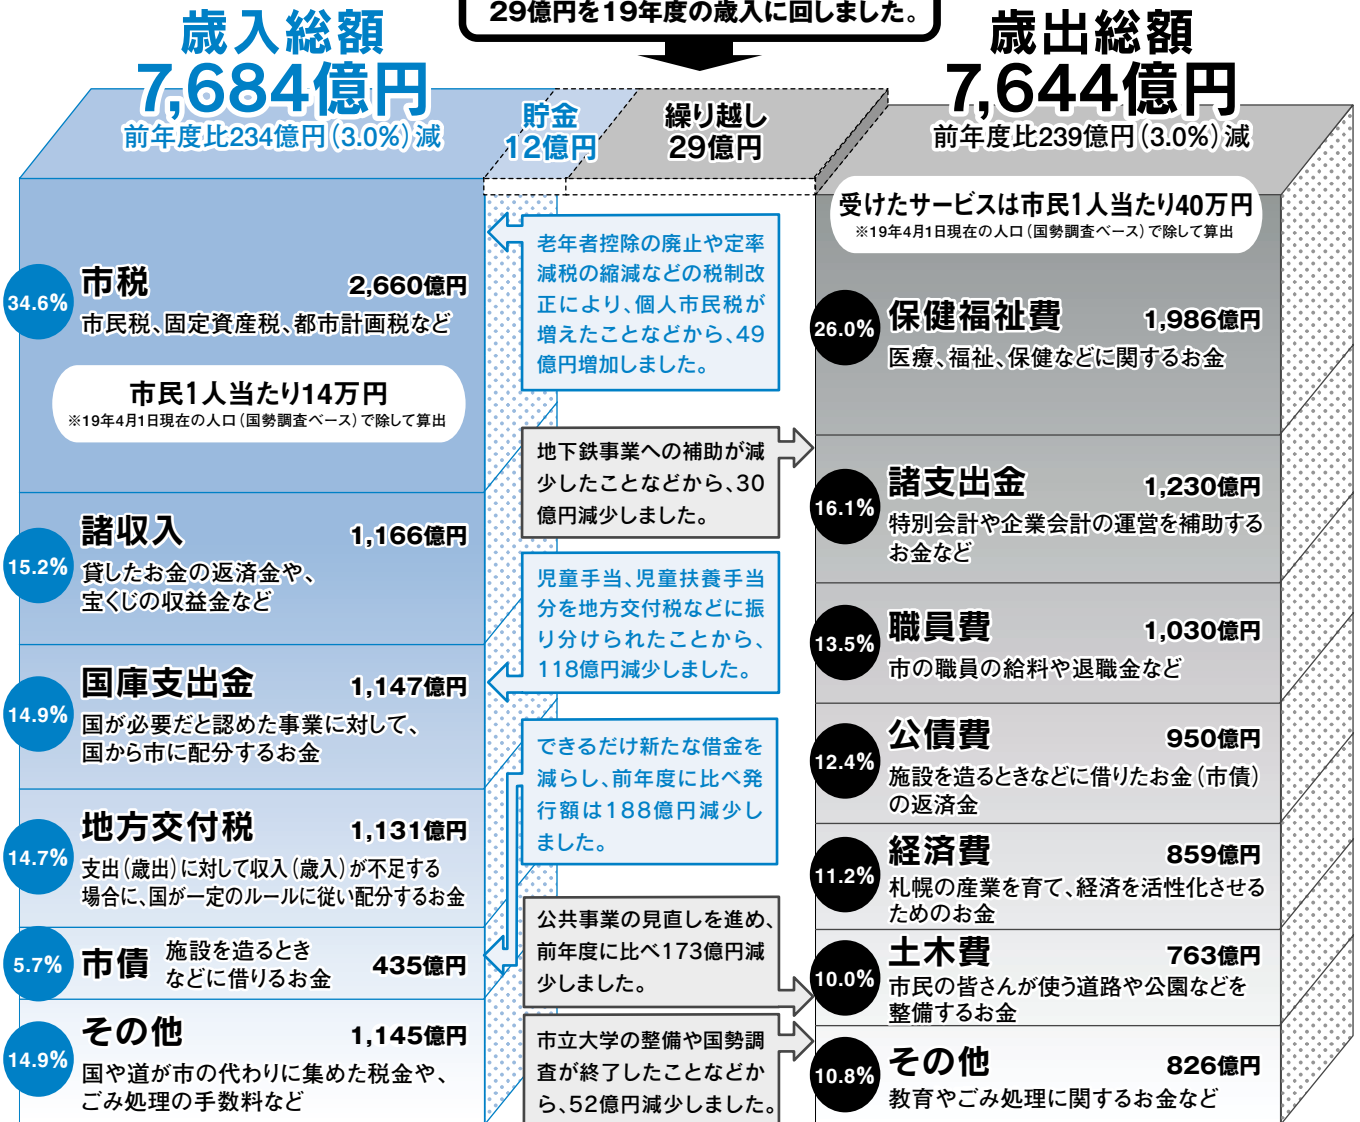 29億円を19年度の歳入に回しました。
歳入総額
7,684億円
前年度比234億円(3.0%)減
貯金
12億円
繰り越し
29億円
歳出総額
7,644億円
前年度比239億円(3.0%)減
34.6%
市税
2,660億円
市民税、固定資産税、都市計画税など
市民1人当たり14万円
※19年4月1日現在の人口(国勢調査ベース)で除して算出
15.2%
諸収入
1,166億円
貸したお金の返済金や、
宝くじの収益金など
14.9%
国庫支出金
1,147億円
国が必要だと認めた事業に対して、
国から市に配分するお金
14.7%
地方交付税
1,131億円
支出(歳出)に対して収入(歳入)が不足する
場合に、国が一定のルールに従い配分するお金
5.7%
市債
施設を造るとき
などに借りるお金
435億円
14.9%
その他
1,145億円
国や道が市の代わりに集めた税金や、
ごみ処理の手数料など
老年者控除の廃止や定率
減税の縮減などの税制改
正により、個人市民税が
増えたことなどから、49
億円増加しました。
地下鉄事業への補助が減
少したことなどから、30
億円減少しました。
児童手当、児童扶養手当
分を地方交付税などに振
り分けられたことから、
118億円減少しました。
できるだけ新たな借金を
減らし、前年度に比べ発
行額は188億円減少し
ました。
公共事業の見直しを進め、
前年度に比べ173億円減
少しました。
市立大学の整備や国勢調
査が終了したことなどか
ら、52億円減少しました。
受けたサービスは市民1人当たり40万円
※19年4月1日現在の人口(国勢調査ベース)で除して算出
26.0%
保健福祉費
1,986億円
医療、福祉、保健などに関するお金
16.1%
諸支出金
1,230億円
特別会計や企業会計の運営を補助する
お金など
13.5%
職員費
1,030億円
市の職員の給料や退職金など
12.4%
公債費
950億円
施設を造るときなどに借りたお金(市債)
の返済金
11.2%
経済費
859億円
札幌の産業を育て、経済を活性化させる
ためのお金
10.0%
土木費
763億円
市民の皆さんが使う道路や公園などを
整備するお金
10.8%
その他
826億円
教育やごみ処理に関するお金など